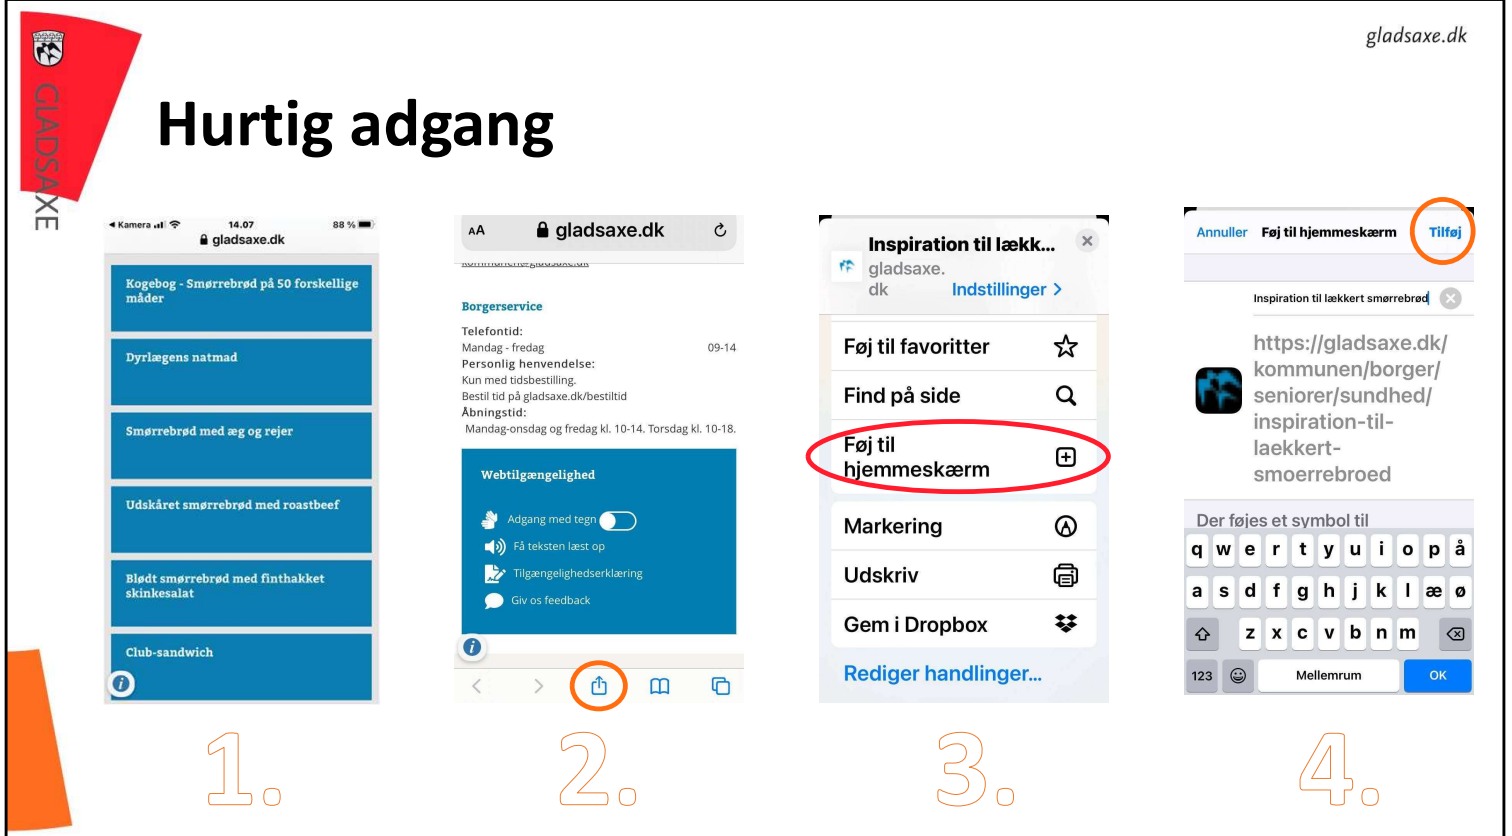 gladsaxe.dk
GLADSAXE
Hurtig adgang
Kamera
14.07
88 %
gladsaxe.dk
Kogebog - Smørrebrød på 50 forskellige
måder
Dyrlægens natmad
Smørrebrød med æg og rejer
Udskåret smørrebrød med roastbeef
Blødt smørrebrød med finthakket
skinkesalat
Club-sandwich
i
1.
AA
gladsaxe.dk
kommunen@gladsaxe.dk
Borgerservice
Telefontid:
Mandag - fredag 09-14
Personlig henvendelse:
Kun med tidsbestilling.
Bestil tid på gladsaxe.dk/bestiltid
Åbningstid:
Mandag-onsdag og fredag kl. 10-14. Torsdag kl. 10-18.
Webtilgængelighed
Adgang med tegn
Få teksten læst op
Tilgængelighedserklæring
Giv os feedback
i
2.
Inspiration til lækk...
gladsaxe.
dk Indstillinger >
Føj til favoritter
Find på side
Føj til
hjemmeskærm
Markering
Udskriv
Gem i Dropbox
Rediger handlinger...
3.
Annuller Føj til hjemmeskærm Tilføj
Inspiration til lækkert smørrebrød
https://gladsaxe.dk/
kommunen/borger/
seniorer/sundhed/
inspiration-til-
laekkert-
smoerrebroed
Der føjes et symbol til
q w e r t y u i o p å
a s d f g h j k l æ ø
z x c v b n m
123 Mellemrum OK
4.